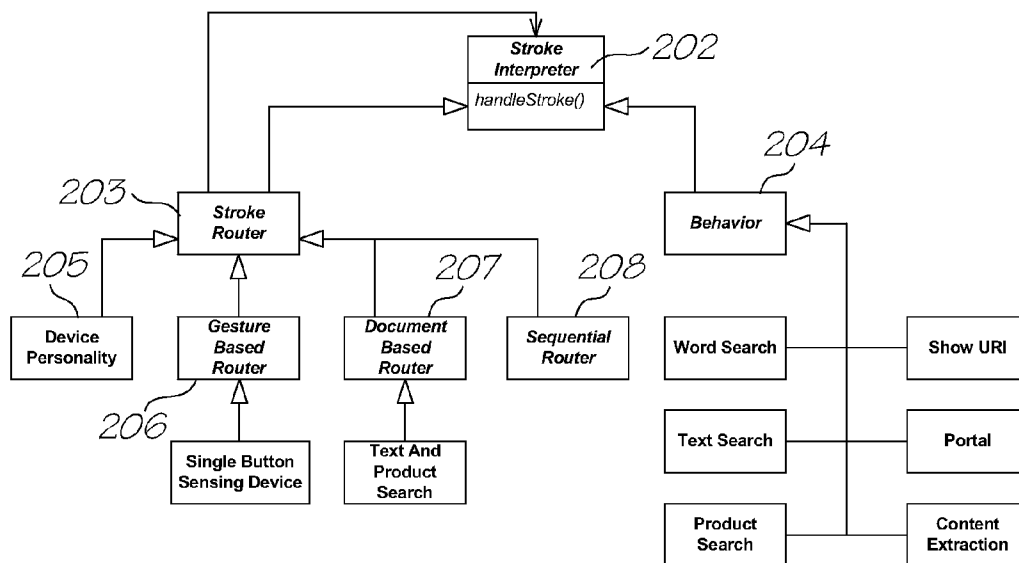 Stroke
Interpreter
202
handleStroke()
204
203
Stroke
Router
Behavior
205
207
208
Device
Personality
Gesture
Based
Router
Document
Based
Router
Sequential
Router
Word Search
Show URI
206
Single Button
Sensing Device
Text And
Product
Search
Text Search
Portal
Product
Search
Content
Extraction